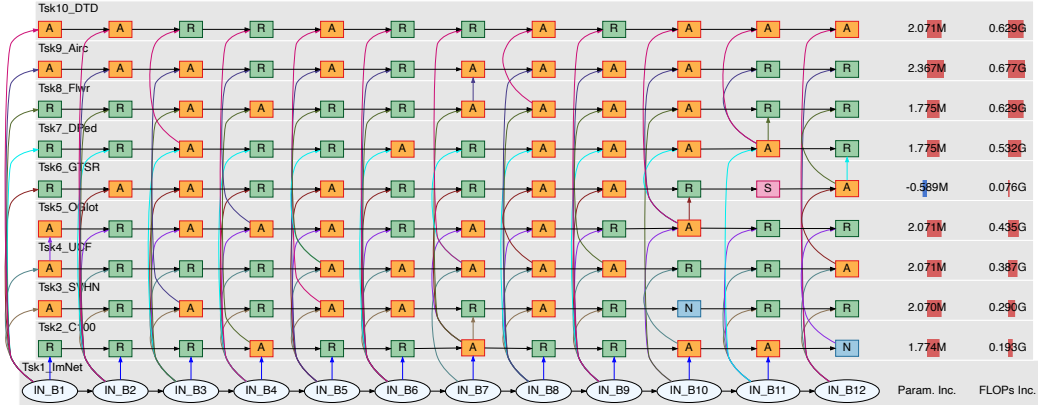 Tsk10_DTD
A A R R A R R A R A A A 2.071M 0.629G
Tsk9_Airc
A A A R A R A A A A R R 2.367M 0.677G
Tsk8_Flwr
R R A A R R A A A A R R 1.775M 0.629G
Tsk7_DPed
R R A R R A R R R A A R 1.775M 0.532G
Tsk6_GTSR
R A A R A R R A A R S A -0.589M 0.076G
Tsk5_OGlot
A R A A A R A A R A R R 2.071M 0.435G
Tsk4_UCF
A R R R A A A A A R R A 2.071M 0.387G
Tsk3_SVHN
A R A R A A R A R N R R 2.070M 0.290G
Tsk2_C100
R R R A R R A R R A A N 1.774M 0.193G
Tsk1_ImNet
IN_B1 IN_B2 IN_B3 IN_B4 IN_B5 IN_B6 IN_B7 IN_B8 IN_B9 IN_B10 IN_B11 IN_B12 Param. Inc. FLOPs Inc.